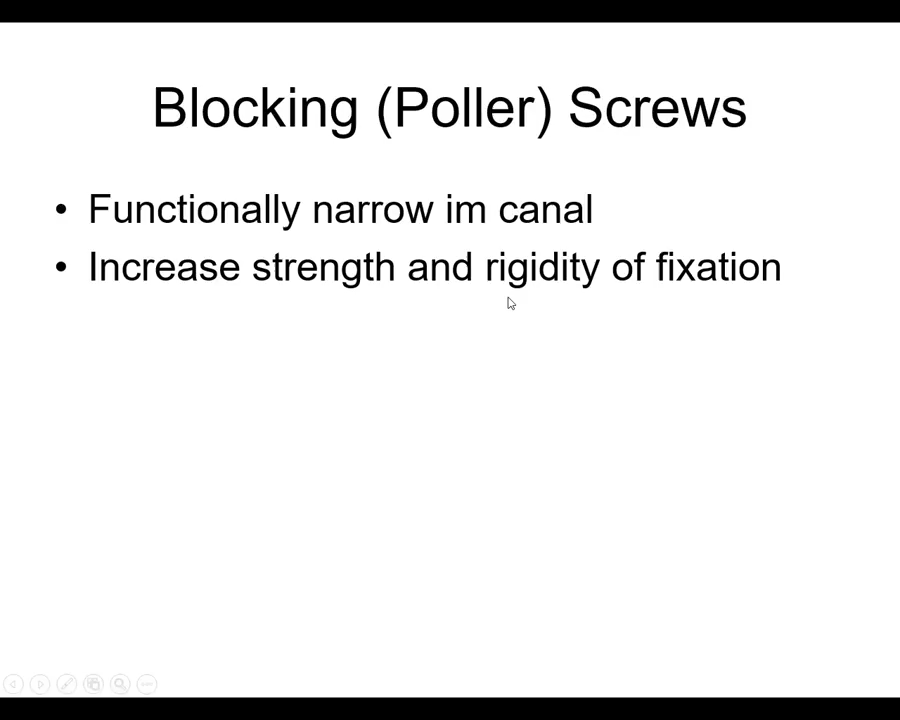 Blocking (Poller) Screws
• Functionally narrow im canal
• Increase strength and rigidity of fixation